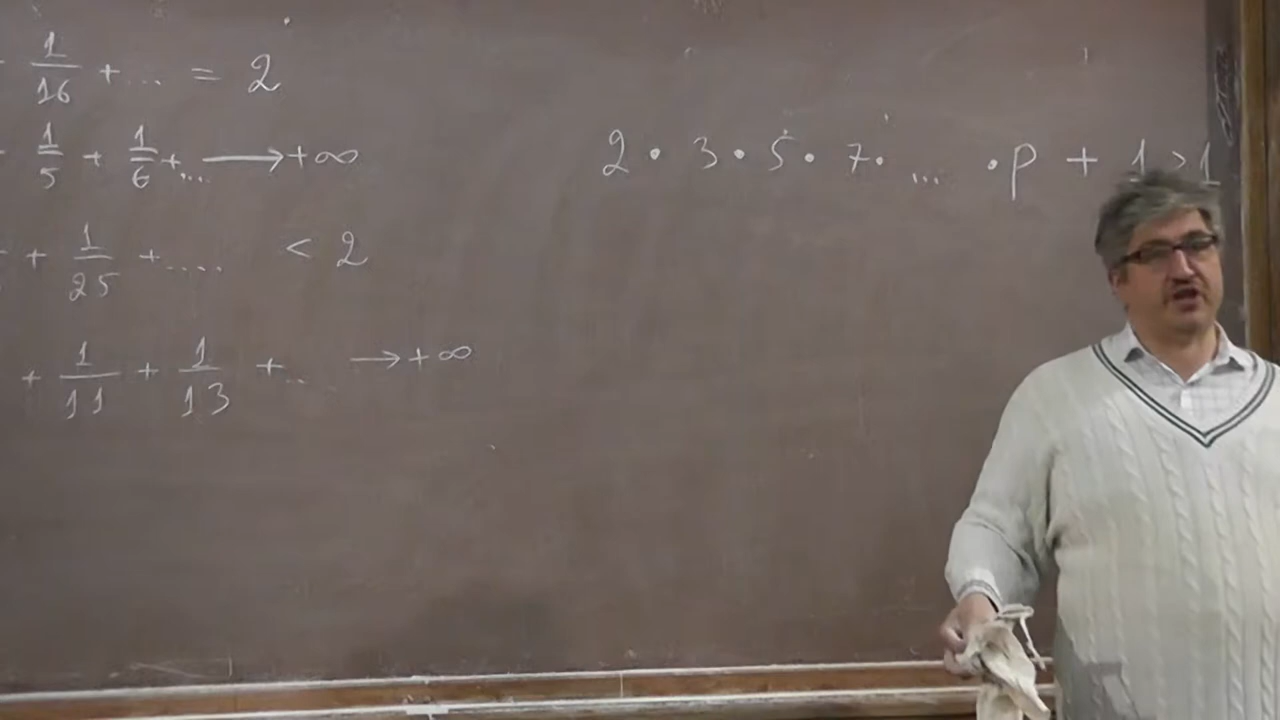 1/16 + ... = 2
1/5 + 1/6 + ... → +∞
+ 1/25 + .... < 2
+ 1/11 + 1/13 + ... → +∞
2 · 3 · 5 · 7 · ... · p + 1 > 1